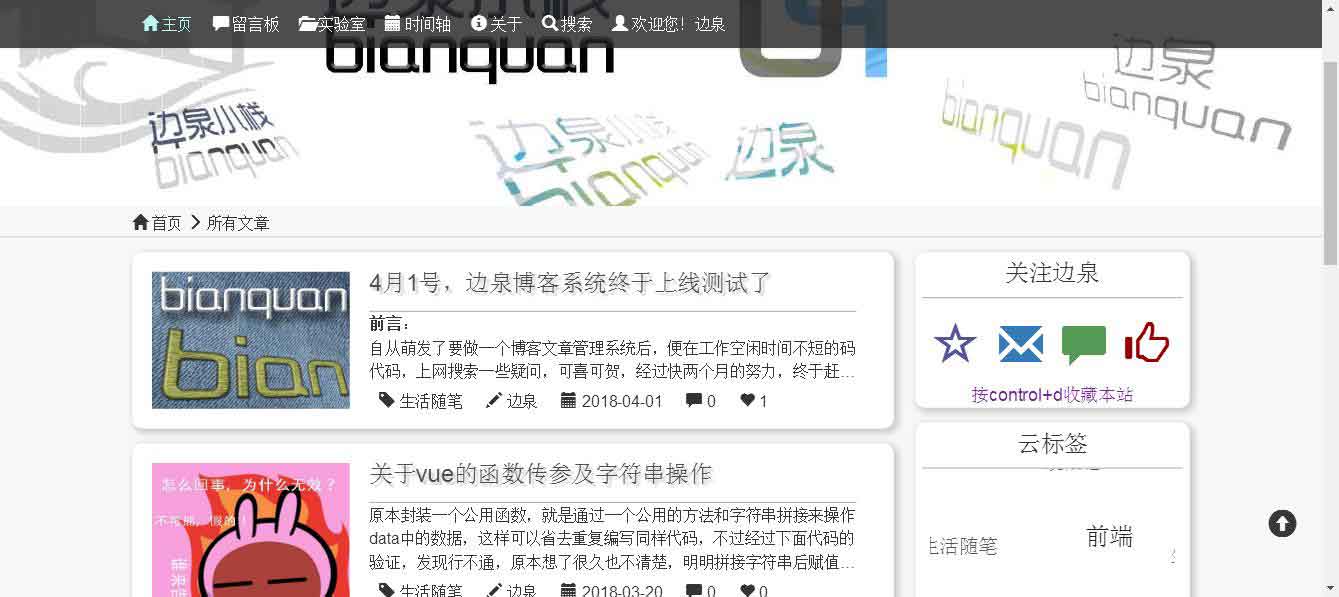 主页 留言板 实验室 时间轴 关于 搜索 欢迎您！边泉
bianquan
边泉小栈
bianquan
边泉小栈
bianquan
边泉
bianquan
边泉
bianquan
首页 所有文章
bianquan
bian
4月1号，边泉博客系统终于上线测试了
前言：
自从萌发了要做一个博客文章管理系统后，便在工作空闲时间不短的码
代码，上网搜索一些疑问，可喜可贺，经过快两个月的努力，终于赶...
生活随笔 边泉 2018-04-01 0 1
怎么回事，为什么无效？
不可能，假的！
关于vue的函数传参及字符串操作
原本封装一个公用函数，就是通过一个公用的方法和字符串拼接来操作
data中的数据，这样可以省去重复编写同样代码，不过经过下面代码的
验证，发现行不通，原本想了很久也不清楚，明明拼接字符串后赋值...
生活随笔 边泉 2018-03-20 0 0
关注边泉
按control+d收藏本站
云标签
前端
生活随笔